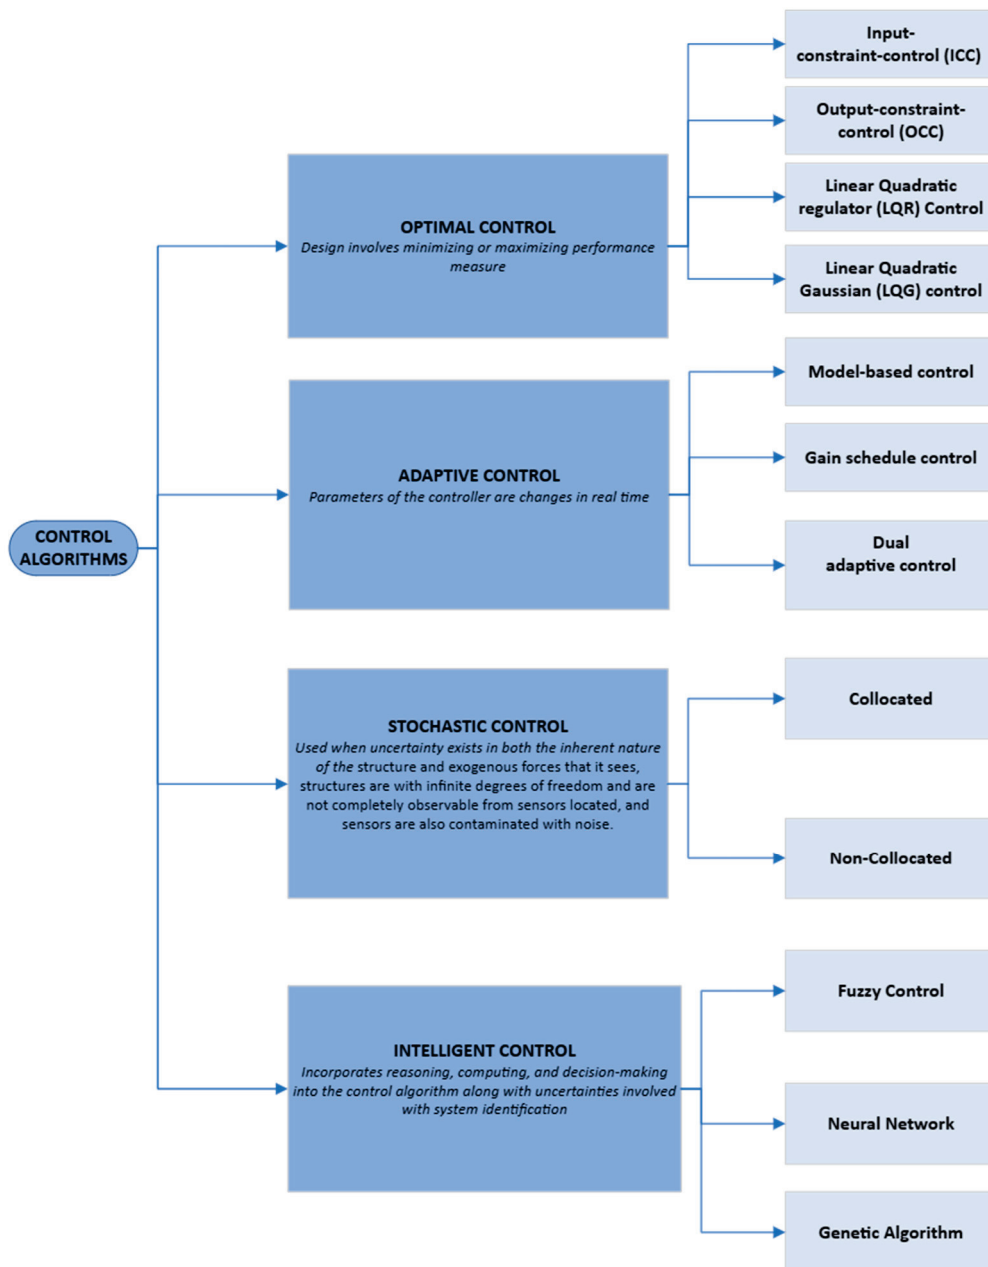 CONTROL
ALGORITHMS
OPTIMAL CONTROL
Design involves minimizing or maximizing performance
measure
Input-
constraint-control (ICC)
Output-constraint-
control (OCC)
Linear Quadratic
regulator (LQR) Control
Linear Quadratic
Gaussian (LQG) control
ADAPTIVE CONTROL
Parameters of the controller are changes in real time
Model-based control
Gain schedule control
Dual
adaptive control
STOCHASTIC CONTROL
Used when uncertainty exists in both the inherent nature
of the structure and exogenous forces that it sees,
structures are with infinite degrees of freedom and are
not completely observable from sensors located, and
sensors are also contaminated with noise.
Collocated
Non-Collocated
INTELLIGENT CONTROL
Incorporates reasoning, computing, and decision-making
into the control algorithm along with uncertainties involved
with system identification
Fuzzy Control
Neural Network
Genetic Algorithm